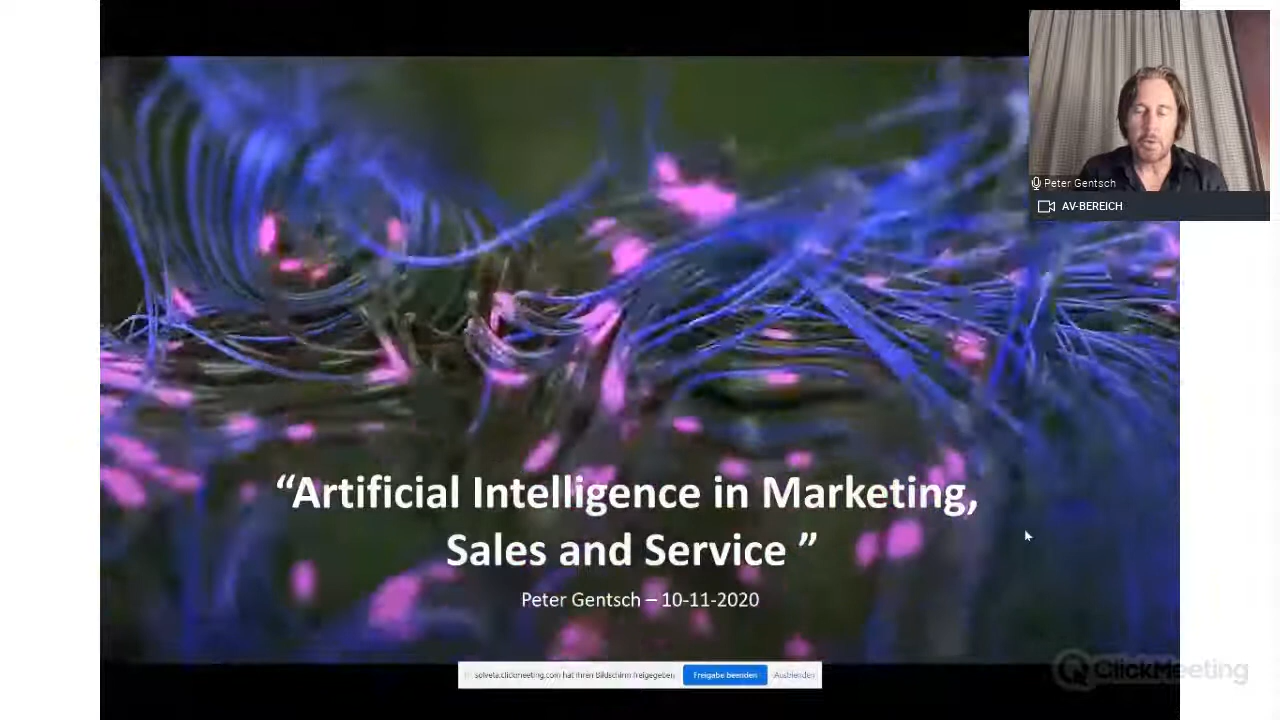 Peter Gentsch
AV-BEREICH
“Artificial Intelligence in Marketing,
Sales and Service ”
Peter Gentsch – 10-11-2020
solvela.clickmeeting.com hat Ihren Bildschirm freigegeben
Freigabe beenden
Ausblenden
ClickMeeting